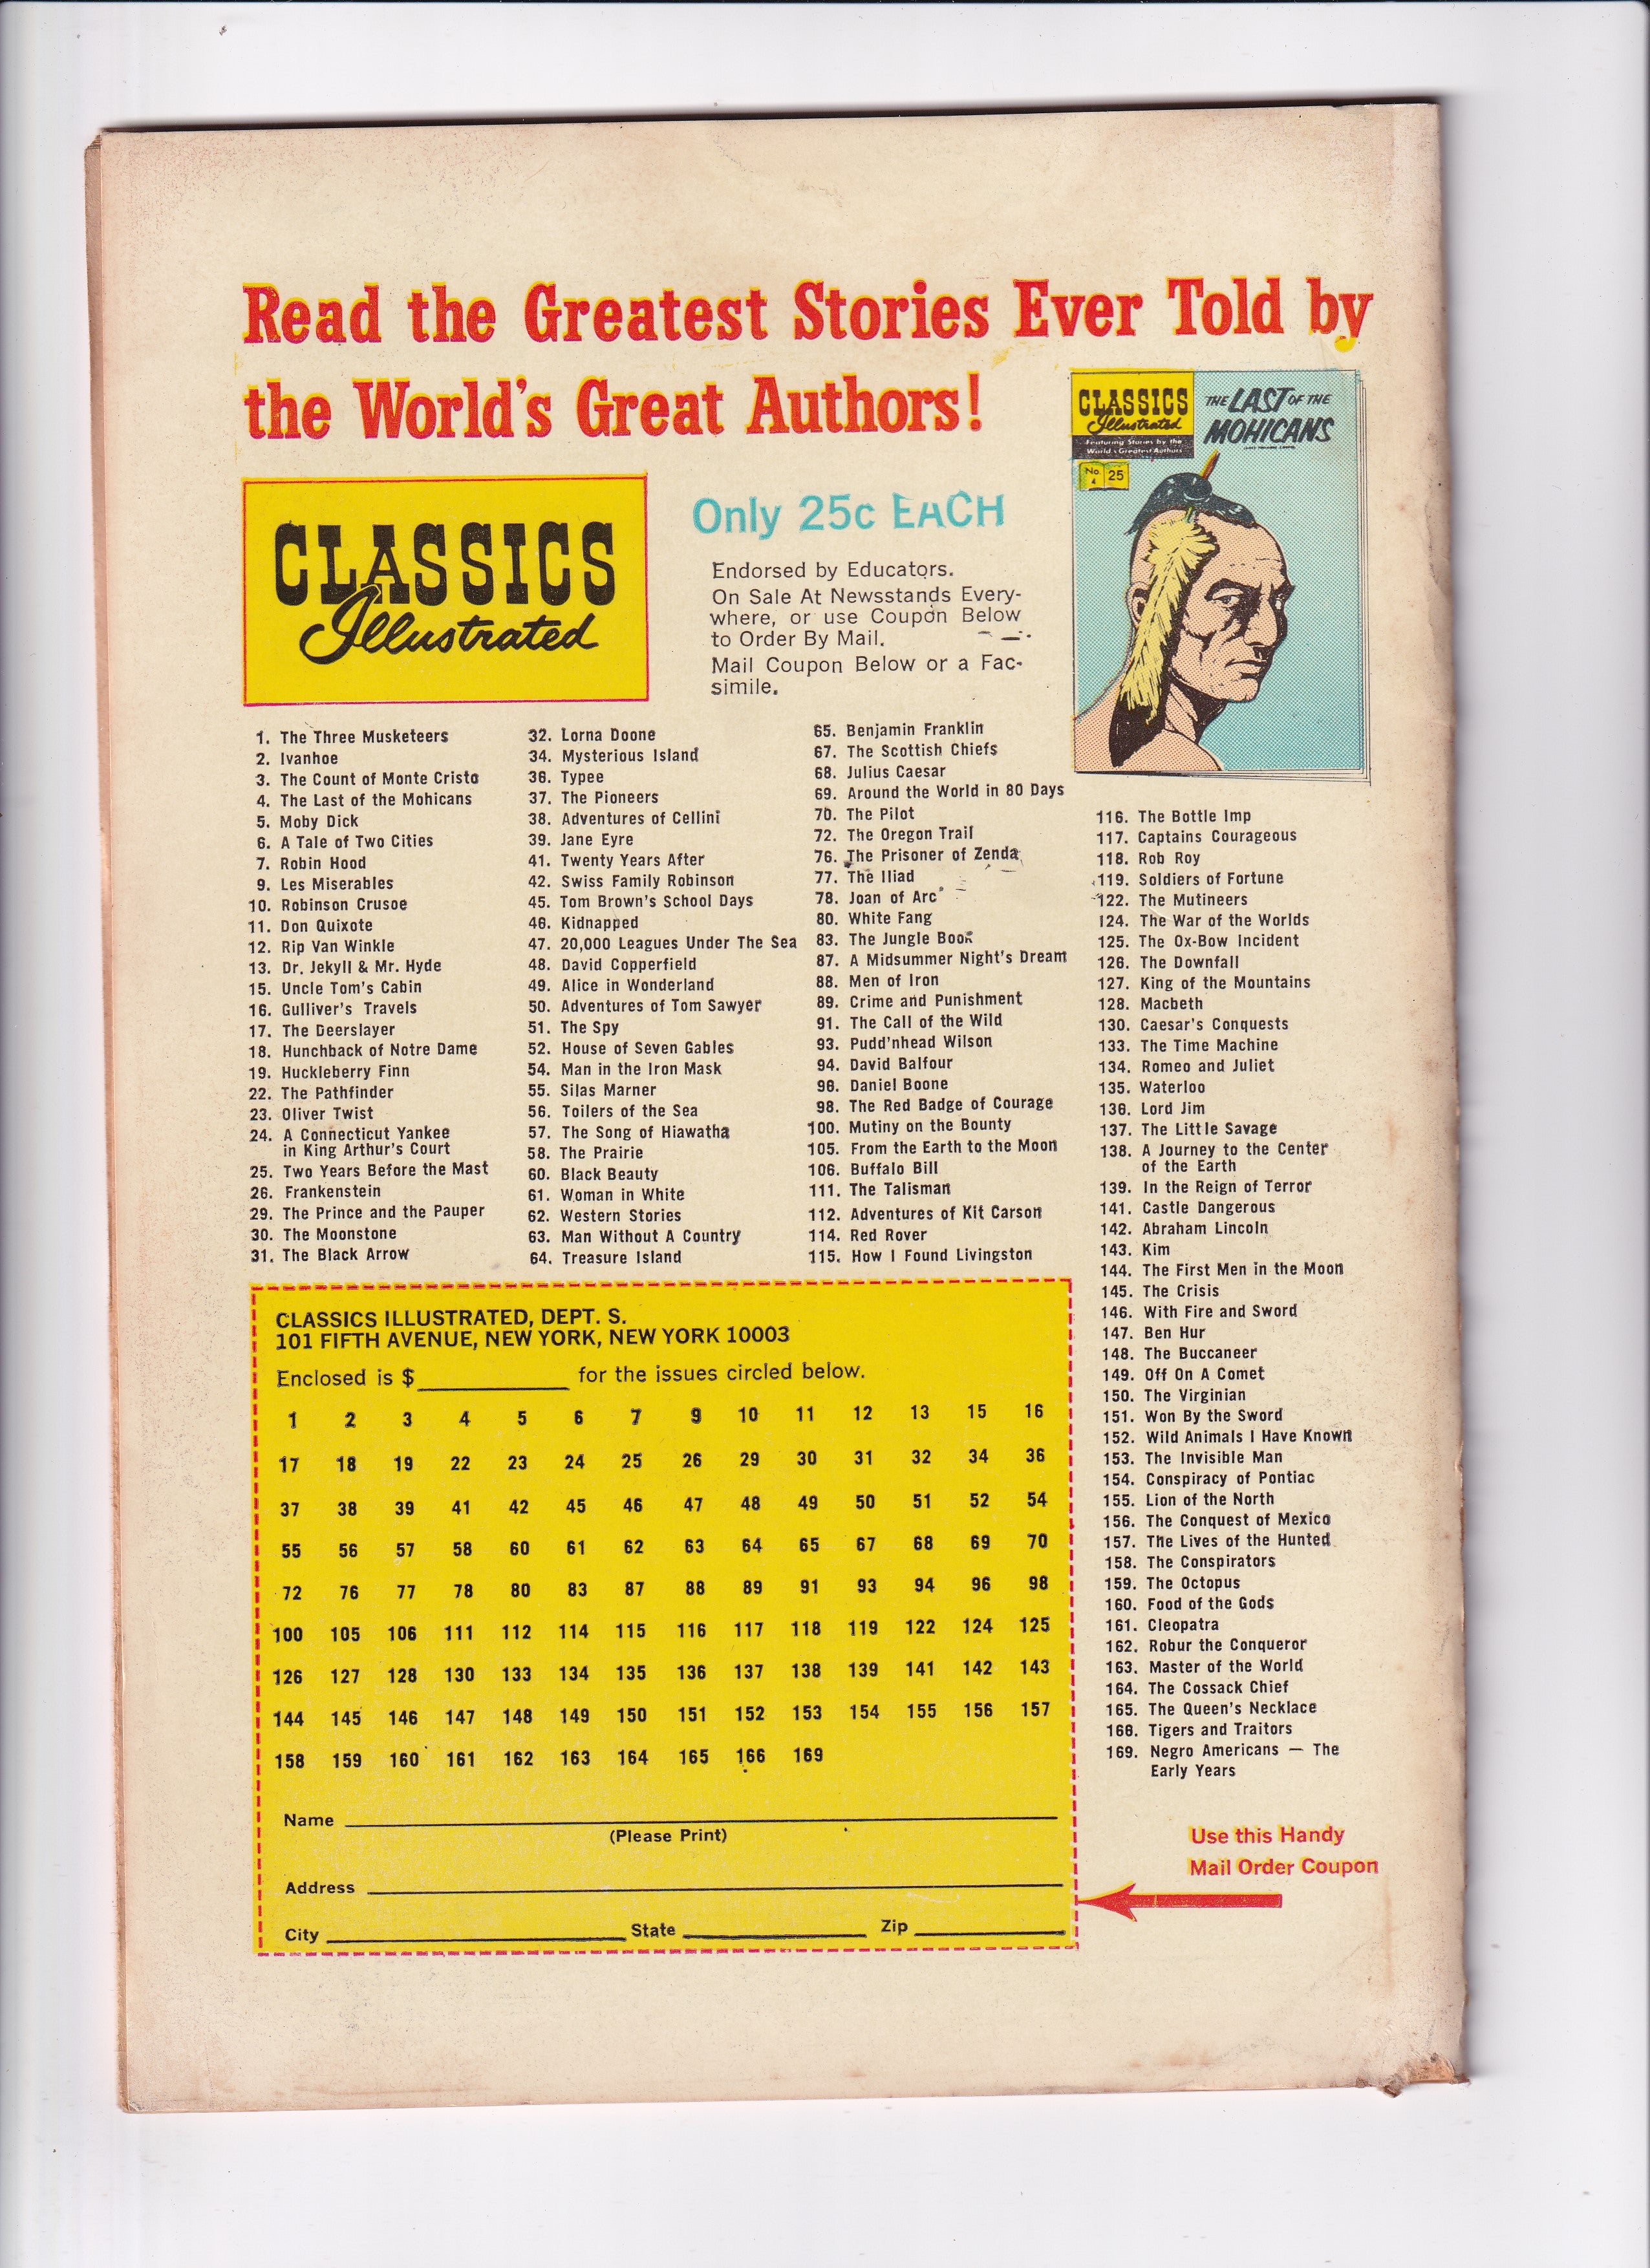 Read the Greatest Stories Ever Told by
the World's Great Authors!
CLASSICS
Illustrated
Only 25c EACH
Endorsed by Educators.
On Sale At Newsstands Every-
where, or use Coupon Below
to Order By Mail.
Mail Coupon Below or a Fac-
simile.
CLASSICS
Illustrated
Featuring Stories by the
World's Greatest Authors
THE LAST OF THE
MOHICANS
No.
4
25
1. The Three Musketeers
2. Ivanhoe
3. The Count of Monte Cristo
4. The Last of the Mohicans
5. Moby Dick
6. A Tale of Two Cities
7. Robin Hood
9. Les Miserables
10. Robinson Crusoe
11. Don Quixote
12. Rip Van Winkle
13. Dr. Jekyll & Mr. Hyde
15. Uncle Tom's Cabin
16. Gulliver's Travels
17. The Deerslayer
18. Hunchback of Notre Dame
19. Huckleberry Finn
22. The Pathfinder
23. Oliver Twist
24. A Connecticut Yankee
in King Arthur's Court
25. Two Years Before the Mast
26. Frankenstein
29. The Prince and the Pauper
30. The Moonstone
31. The Black Arrow
32. Lorna Doone
34. Mysterious Island
36. Typee
37. The Pioneers
38. Adventures of Cellini
39. Jane Eyre
41. Twenty Years After
42. Swiss Family Robinson
45. Tom Brown's School Days
46. Kidnapped
47. 20,000 Leagues Under The Sea
48. David Copperfield
49. Alice in Wonderland
50. Adventures of Tom Sawyer
51. The Spy
52. House of Seven Gables
54. Man in the Iron Mask
55. Silas Marner
56. Toilers of the Sea
57. The Song of Hiawatha
58. The Prairie
60. Black Beauty
61. Woman in White
62. Western Stories
63. Man Without A Country
64. Treasure Island
65. Benjamin Franklin
67. The Scottish Chiefs
68. Julius Caesar
69. Around the World in 80 Days
70. The Pilot
72. The Oregon Trail
76. The Prisoner of Zenda
77. The Iliad
78. Joan of Arc
80. White Fang
83. The Jungle Book
87. A Midsummer Night's Dream
88. Men of Iron
89. Crime and Punishment
91. The Call of the Wild
93. Pudd'nhead Wilson
94. David Balfour
96. Daniel Boone
98. The Red Badge of Courage
100. Mutiny on the Bounty
105. From the Earth to the Moon
106. Buffalo Bill
111. The Talisman
112. Adventures of Kit Carson
114. Red Rover
115. How I Found Livingston
116. The Bottle Imp
117. Captains Courageous
118. Rob Roy
119. Soldiers of Fortune
122. The Mutineers
124. The War of the Worlds
125. The Ox-Bow Incident
126. The Downfall
127. King of the Mountains
128. Macbeth
130. Caesar's Conquests
133. The Time Machine
134. Romeo and Juliet
135. Waterloo
136. Lord Jim
137. The Little Savage
138. A Journey to the Center
of the Earth
139. In the Reign of Terror
141. Castle Dangerous
142. Abraham Lincoln
143. Kim
144. The First Men in the Moon
145. The Crisis
146. With Fire and Sword
147. Ben Hur
148. The Buccaneer
149. Off On A Comet
150. The Virginian
151. Won By the Sword
152. Wild Animals I Have Known
153. The Invisible Man
154. Conspiracy of Pontiac
155. Lion of the North
156. The Conquest of Mexico
157. The Lives of the Hunted
158. The Conspirators
159. The Octopus
160. Food of the Gods
161. Cleopatra
162. Robur the Conqueror
163. Master of the World
164. The Cossack Chief
165. The Queen's Necklace
166. Tigers and Traitors
169. Negro Americans — The
Early Years
CLASSICS ILLUSTRATED, DEPT. S.
101 FIFTH AVENUE, NEW YORK, NEW YORK 10003
Enclosed is $ for the issues circled below.
1 2 3 4 5 6 7 9 10 11 12 13 15 16
17 18 19 22 23 24 25 26 29 30 31 32 34 36
37 38 39 41 42 45 46 47 48 49 50 51 52 54
55 56 57 58 60 61 62 63 64 65 67 68 69 70
72 76 77 78 80 83 87 88 89 91 93 94 96 98
100 105 106 111 112 114 115 116 117 118 119 122 124 125
126 127 128 130 133 134 135 136 137 138 139 141 142 143
144 145 146 147 148 149 150 151 152 153 154 155 156 157
158 159 160 161 162 163 164 165 166 169
Name
(Please Print)
Address
City State Zip
Use this Handy
Mail Order Coupon